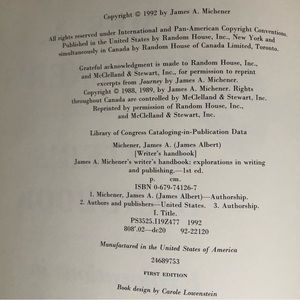 Copyright © 1992 by James A. Michener
All rights reserved under International and Pan-American Copyright Conventions.
Published in the United States by Random House, Inc., New York and
simultaneously in Canada by Random House of Canada Limited, Toronto.
Grateful acknowledgment is made to Random House, Inc.,
and McClelland & Stewart, Inc., for permission to reprint
excerpts from Journey by James A. Michener.
Copyright © 1988, 1989, by James A. Michener. Rights
throughout Canada are controlled by McClelland & Stewart, Inc.
Reprinted by permission of Random House, Inc., and
McClelland & Stewart, Inc.
Library of Congress Cataloging-in-Publication Data
Michener, James A. (James Albert)
[Writer's handbook]
James A. Michener's writer's handbook: explorations in writing
and publishing.—1st ed.
p. cm.
ISBN 0-679-74126-7
1. Michener, James A. (James Albert)—Authorship.
2. Authors and publishers—United States. 3. Authorship.
I. Title.
PS3525.I19Z477 1992
808'.02—dc20 92-22120
Manufactured in the United States of America
24689753
FIRST EDITION
Book design by Carole Lowenstein